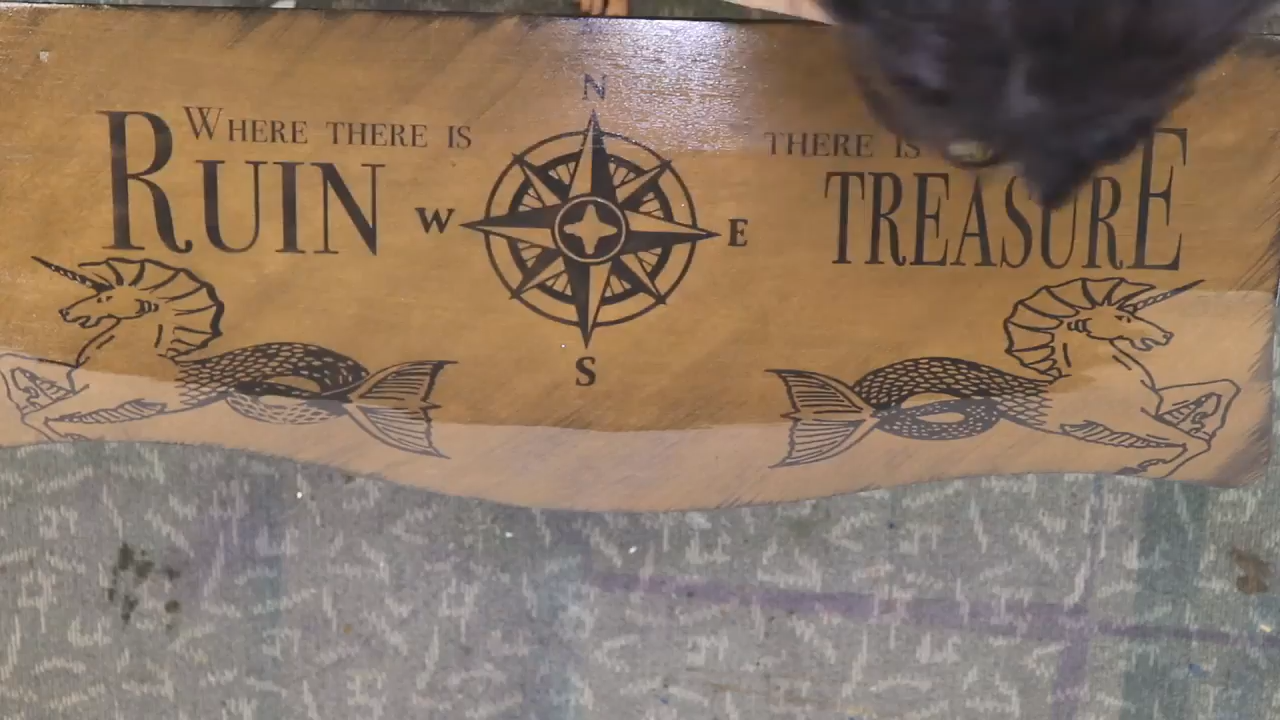 N
WHERE THERE IS
RUIN
W
E
S
THERE IS
TREASURE